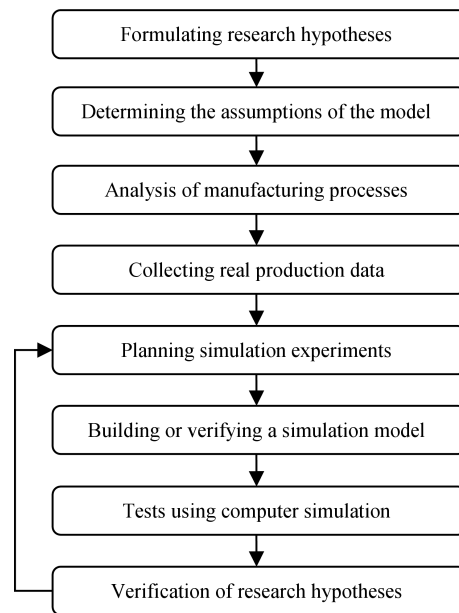 Formulating research hypotheses
Determining the assumptions of the model
Analysis of manufacturing processes
Collecting real production data
Planning simulation experiments
Building or verifying a simulation model
Tests using computer simulation
Verification of research hypotheses